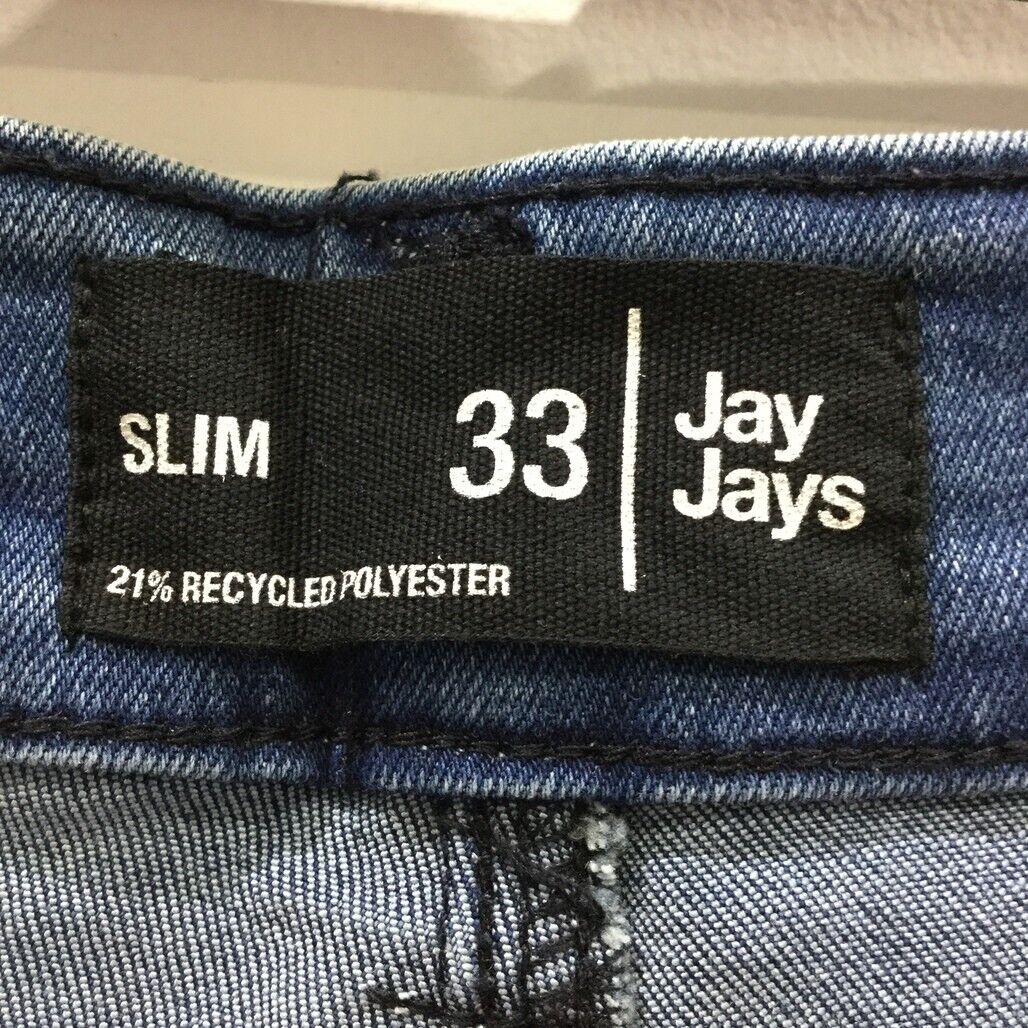 SLIM 33
Jay
Jays
21% RECYCLED POLYESTER